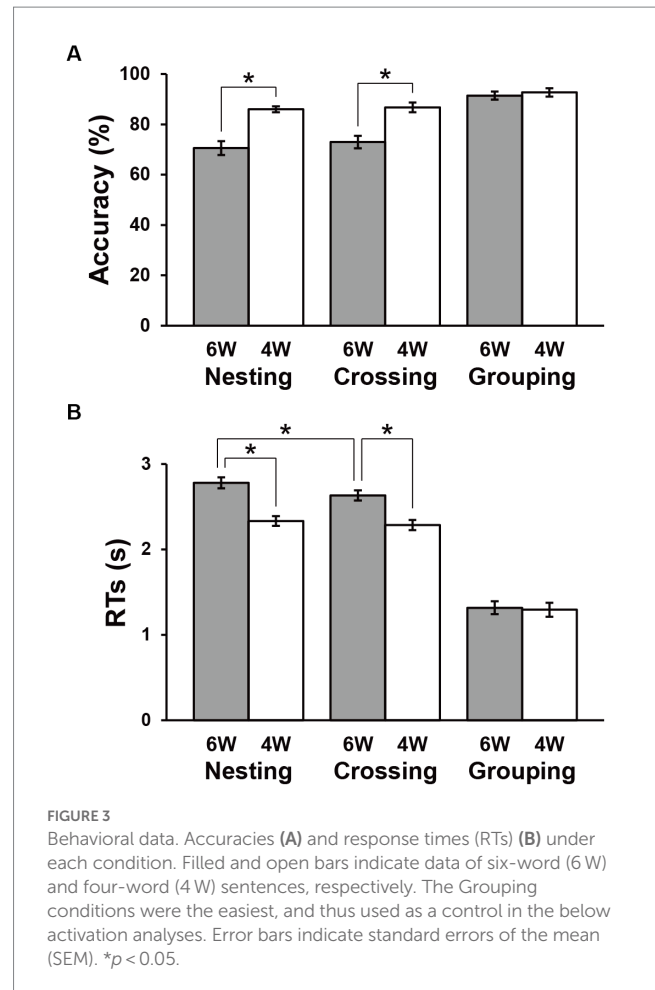 A
Accuracy (%)
100
80
60
40
20
0
* *
6W 4W 6W 4W 6W 4W
Nesting Crossing Grouping
B
RTs (s)
3
2
1
0
* * *
6W 4W 6W 4W 6W 4W
Nesting Crossing Grouping
FIGURE 3
Behavioral data. Accuracies (A) and response times (RTs) (B) under
each condition. Filled and open bars indicate data of six-word (6 W)
and four-word (4 W) sentences, respectively. The Grouping
conditions were the easiest, and thus used as a control in the below
activation analyses. Error bars indicate standard errors of the mean
(SEM). *p < 0.05.